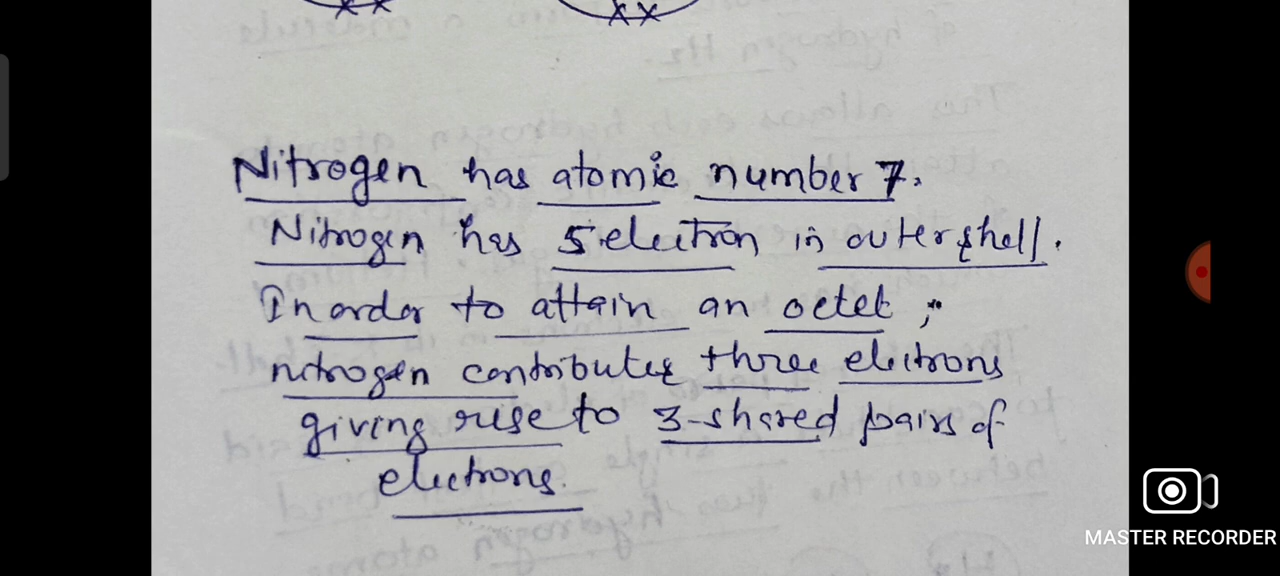 Nitrogen has atomic number 7.
Nitrogen has 5 electron in outershell.
In order to attain an octet,
nitrogen contributes three electrons
giving rise to 3-shared pairs of
electrons.
MASTER RECORDER